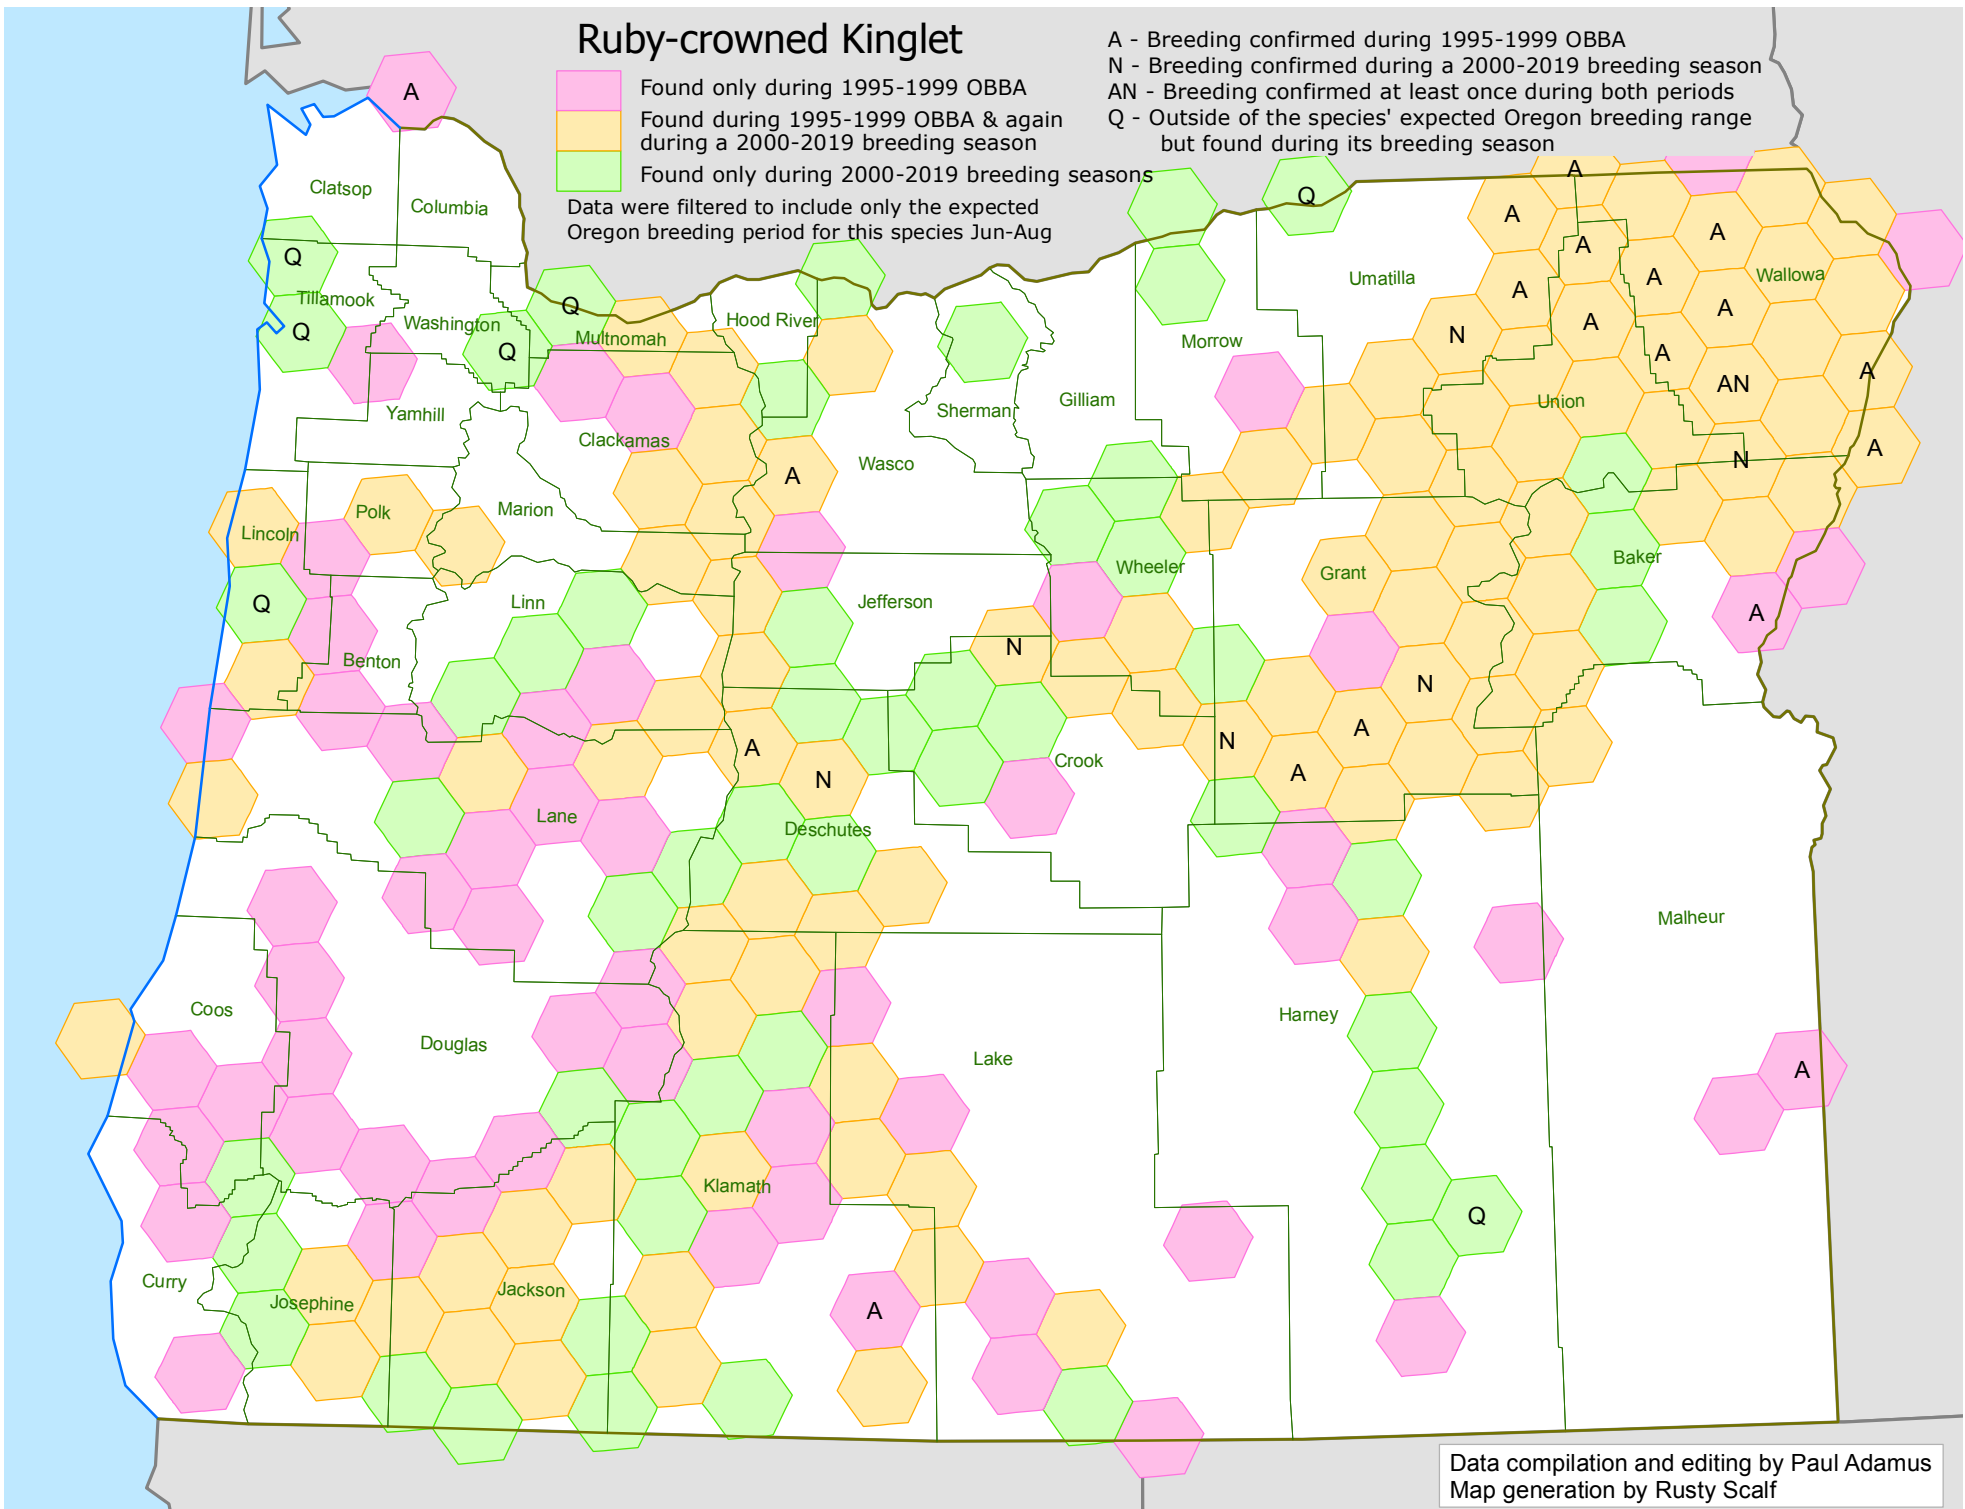 Ruby-crowned Kinglet
Found only during 1995-1999 OBBA
Found during 1995-1999 OBBA & again
during a 2000-2019 breeding season
Found only during 2000-2019 breeding seasons
Data were filtered to include only the expected
Oregon breeding period for this species Jun-Aug
A - Breeding confirmed during 1995-1999 OBBA
N - Breeding confirmed during a 2000-2019 breeding season
AN - Breeding confirmed at least once during both periods
Q - Outside of the species' expected Oregon breeding range
but found during its breeding season
A
A
Clatsop
Q
Columbia
A
A
A
Q
Tillamook
Q
Washington
Q
Q
Multnomah
Hood River
Umatilla
A
Wallowa
A
A
A
N
Morrow
A
A
AN
A
Yamhill
Clackamas
Sherman
Gilliam
Union
A
Wasco
A
N
Lincoln
Polk
Marion
Wheeler
Grant
Baker
Q
Linn
Jefferson
A
N
Benton
N
A
N
Crook
N
A
A
Lane
Deschutes
Malheur
Coos
Douglas
Lake
Harney
A
Klamath
Q
Curry
Josephine
Jackson
A
Data compilation and editing by Paul Adamus
Map generation by Rusty Scalf